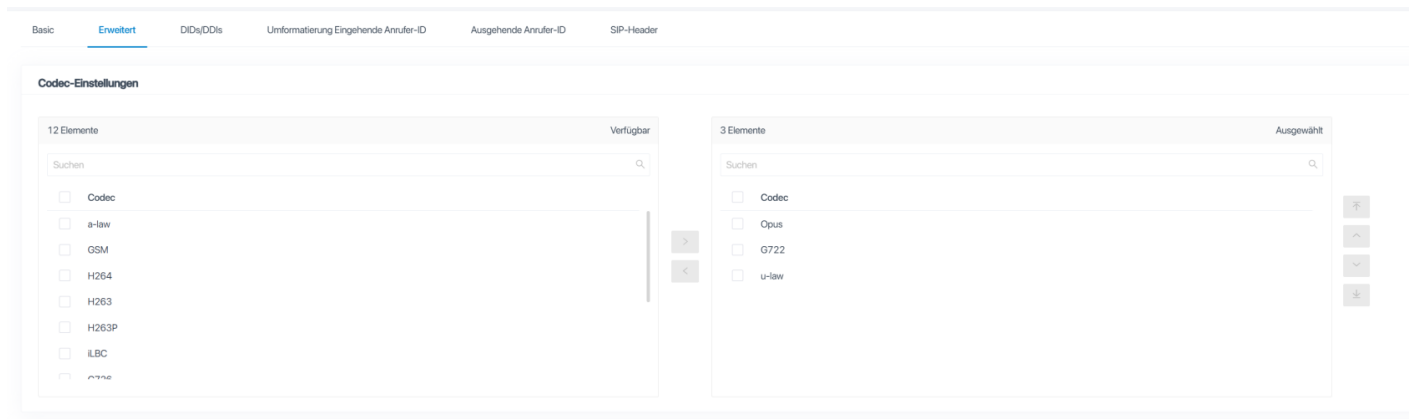 Basic
Erweitert
DIDs/DDIs
Umformatierung Eingehende Anrufer-ID
Ausgehende Anrufer-ID
SIP-Header
Codec-Einstellungen
12 Elemente
Verfügbar
Suchen
Codec
a-law
GSM
H264
H263
H263P
iLBC
3 Elemente
Ausgewählt
Suchen
Codec
Opus
G722
u-law